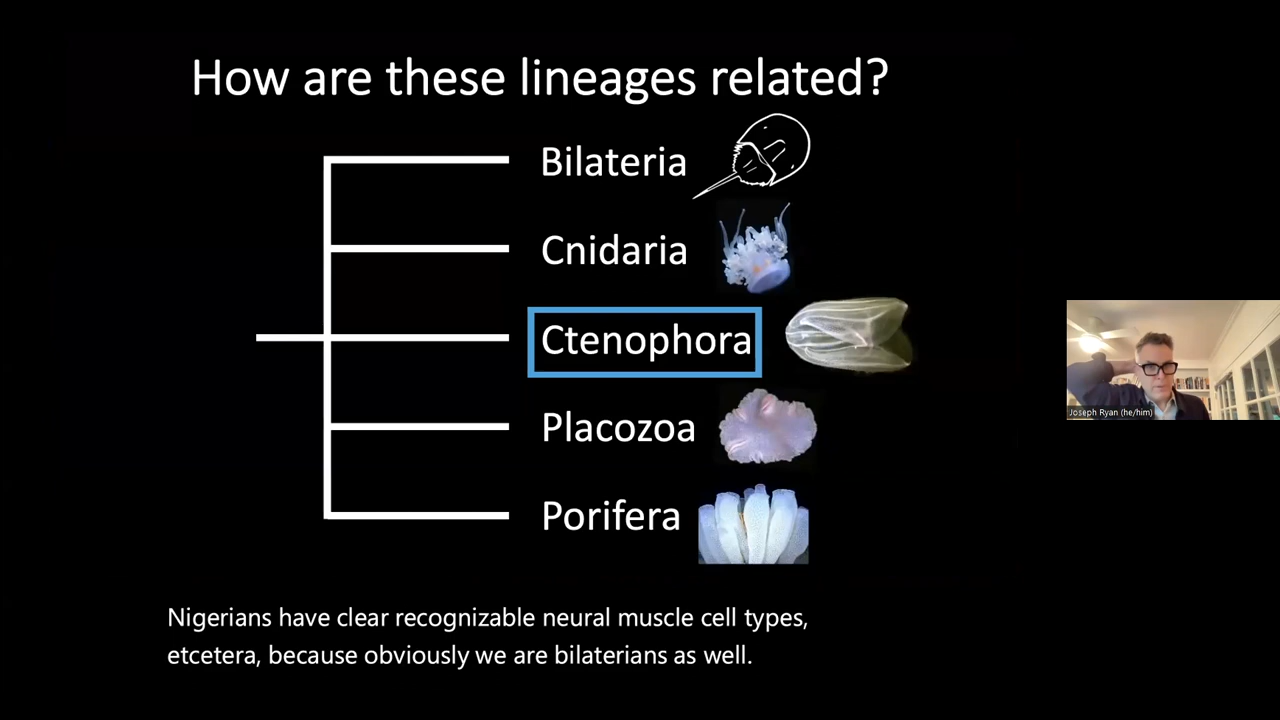 How are these lineages related?
Bilateria
Cnidaria
Ctenophora
Placozoa
Porifera
Joseph Ryan (he/him)
Nigerians have clear recognizable neural muscle cell types,
etcetera, because obviously we are bilaterians as well.